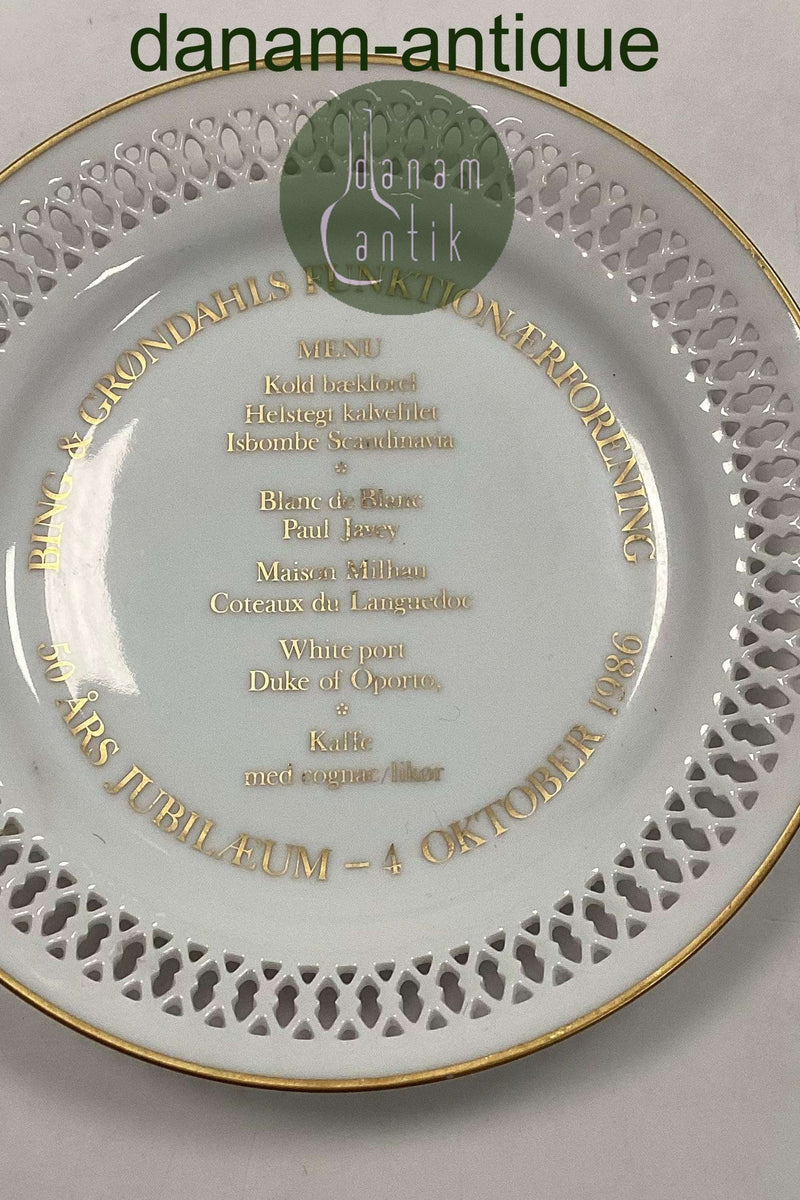 danam-antique
danam
antik
BING & GRØNDAHLS FUNKTIONÆRFORENING
MENU
Kold bækforel
Helstegt kalvefilet
Isbombe Scandinavia
*
Blanc de Blanc
Paul Javey
Maison Milhau
Coteaux du Languedoc
White port
Duke of Oporto,
*
Kaffe
med cognac/likør
50 ÅRS JUBILÆUM – 4 OKTOBER 1986